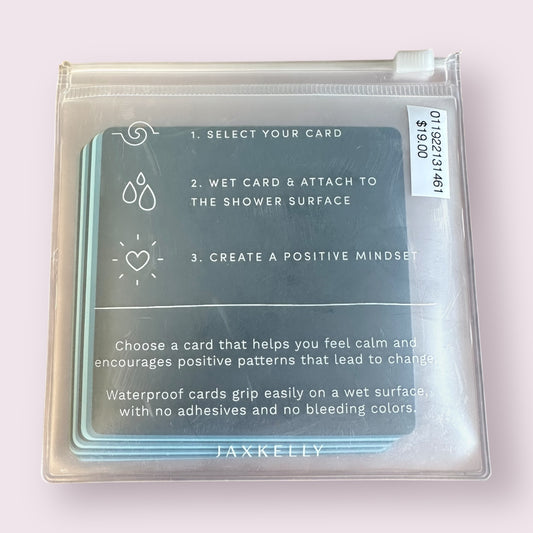 011922131461
$19.00
1. SELECT YOUR CARD
2. WET CARD & ATTACH TO
THE SHOWER SURFACE
3. CREATE A POSITIVE MINDSET
Choose a card that helps you feel calm and
encourages positive patterns that lead to change.
Waterproof cards grip easily on a wet surface,
with no adhesives and no bleeding colors.
JAXKELLY